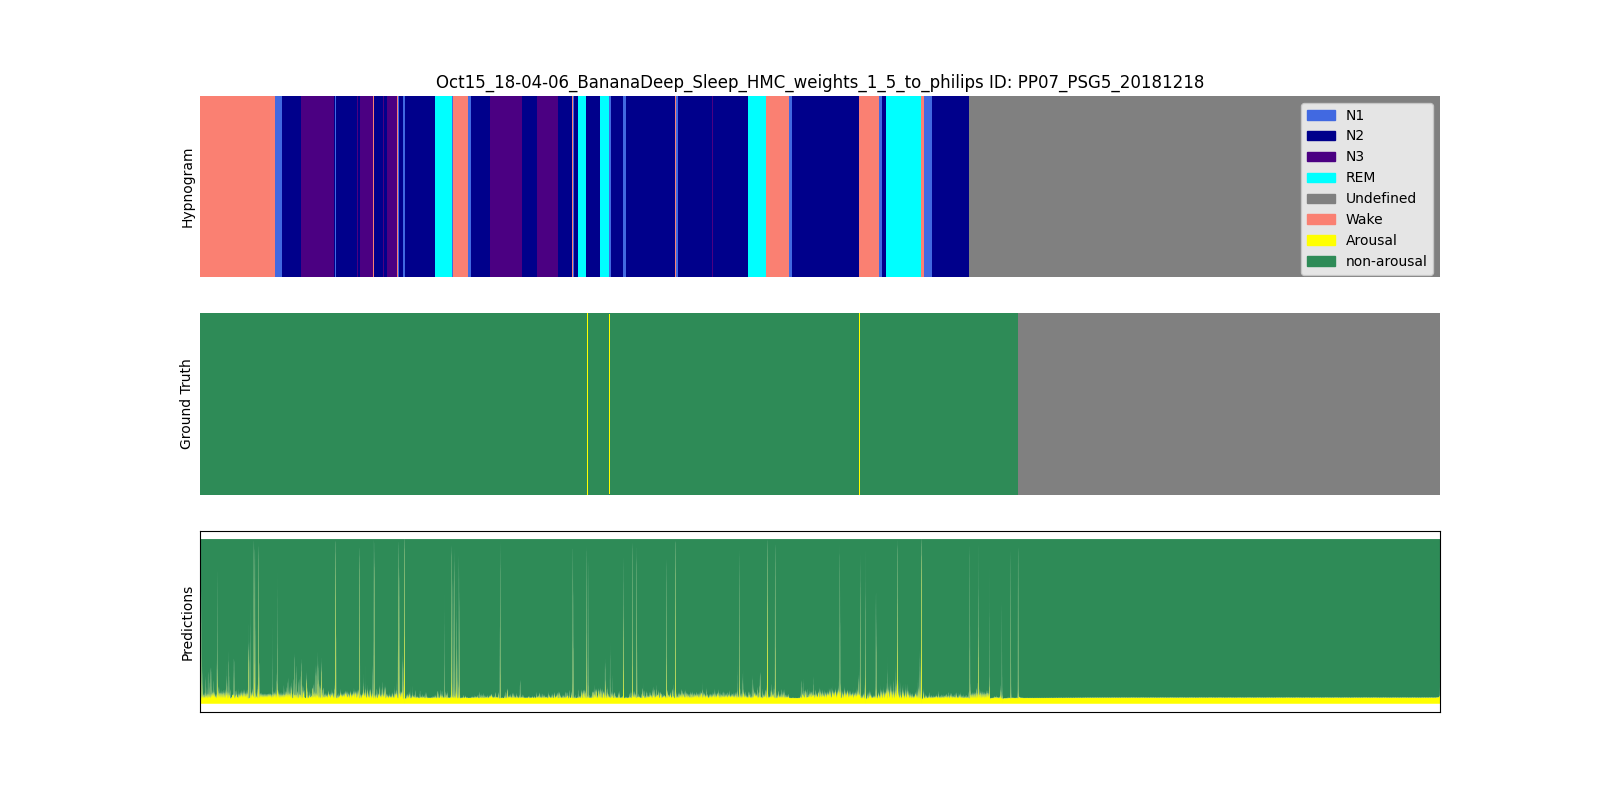 Oct15_18-04-06_BananaDeep_Sleep_HMC_weights_1_5_to_philips ID: PP07_PSG5_20181218
Hypnogram
N1
N2
N3
REM
Undefined
Wake
Arousal
non-arousal
Ground Truth
Predictions